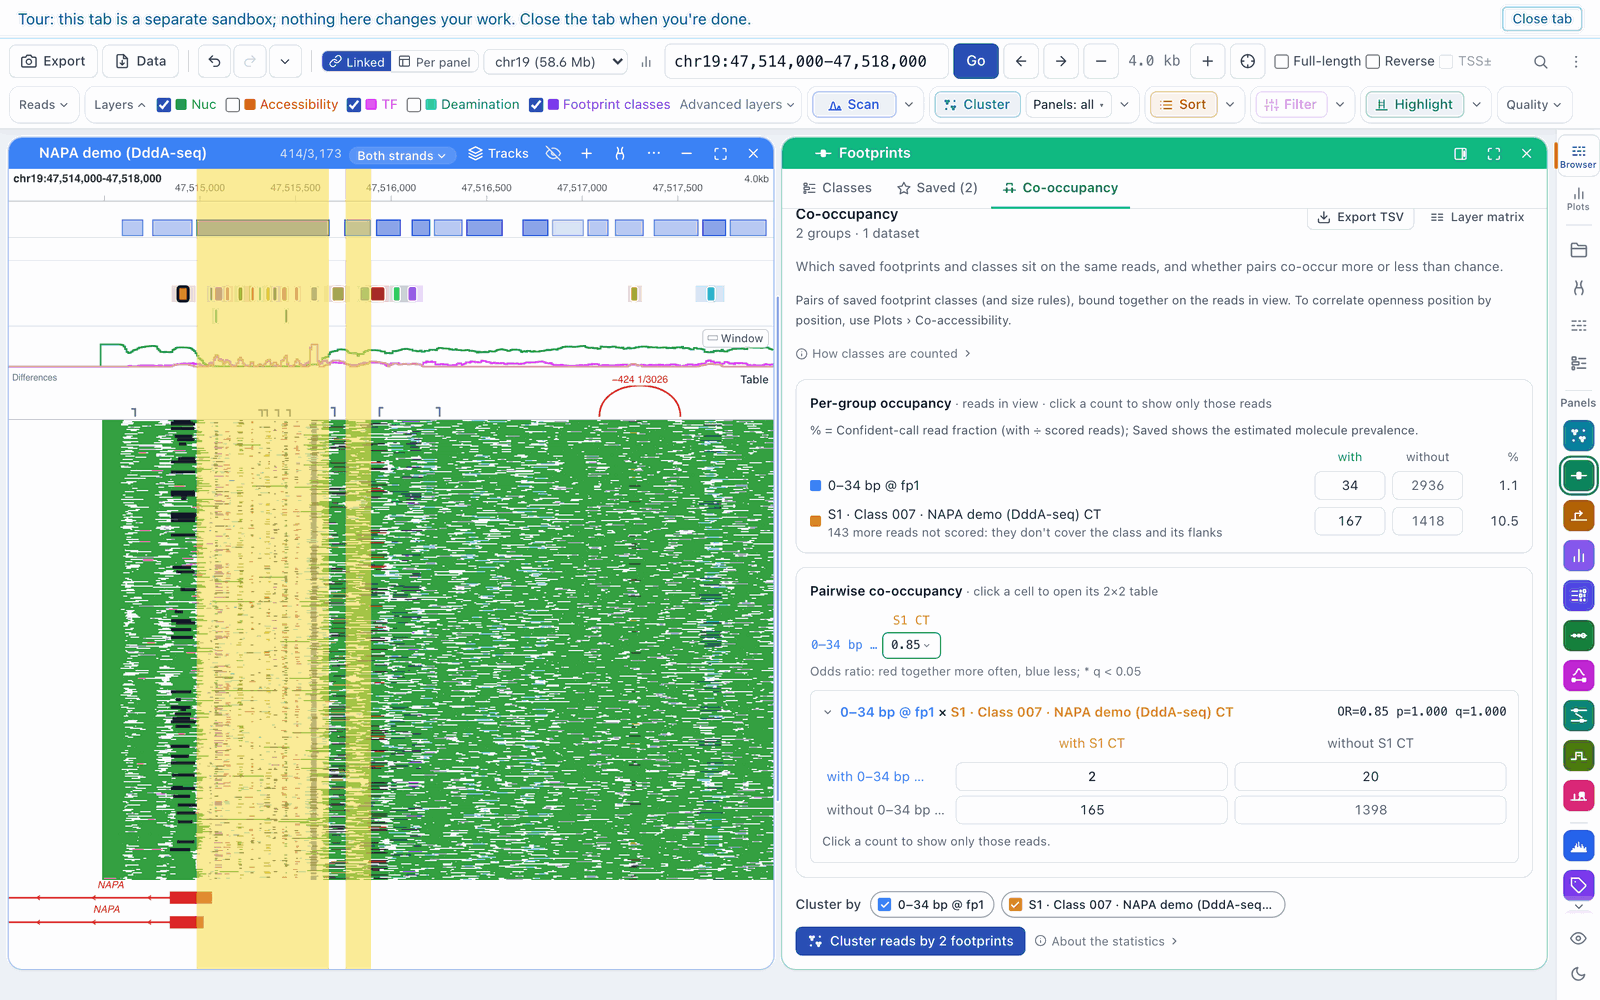 Tour: this tab is a separate sandbox; nothing here changes your work. Close the tab when you're done.
Close tab
Export
Data
Linked
Per panel
chr19 (58.6 Mb)
chr19:47,514,000–47,518,000
Go
4.0 kb
Full-length
Reverse
TSS±
Reads
Layers
Nuc
Accessibility
TF
Deamination
Footprint classes
Advanced layers
Scan
Cluster
Panels: all
Sort
Filter
Highlight
Quality
NAPA demo (DddA-seq)
414/3,173
Both strands
Tracks
chr19:47,514,000-47,518,000
47,515,000
47,515,500
47,516,000
47,516,500
47,517,000
47,517,500
4.0kb
Window
Differences
−424 1/3026
Table
NAPA
NAPA
Footprints
Classes
Saved (2)
Co-occupancy
Co-occupancy
2 groups · 1 dataset
Export TSV
Layer matrix
Which saved footprints and classes sit on the same reads, and whether pairs co-occur more or less than chance.
Pairs of saved footprint classes (and size rules), bound together on the reads in view. To correlate openness position by
position, use Plots › Co-accessibility.
How classes are counted
Per-group occupancy · reads in view · click a count to show only those reads
% = Confident-call read fraction (with ÷ scored reads); Saved shows the estimated molecule prevalence.
with without %
0–34 bp @ fp1 34 2936 1.1
S1 · Class 007 · NAPA demo (DddA-seq) CT 167 1418 10.5
143 more reads not scored: they don't cover the class and its flanks
Pairwise co-occupancy · click a cell to open its 2×2 table
S1 CT
0–34 bp … 0.85
Odds ratio: red together more often, blue less; * q < 0.05
0–34 bp @ fp1 × S1 · Class 007 · NAPA demo (DddA-seq) CT OR=0.85 p=1.000 q=1.000
with S1 CT without S1 CT
with 0–34 bp … 2 20
without 0–34 bp … 165 1398
Click a count to show only those reads.
Cluster by 0–34 bp @ fp1 S1 · Class 007 · NAPA demo (DddA-seq...
Cluster reads by 2 footprints
About the statistics
Browser
Plots
Panels